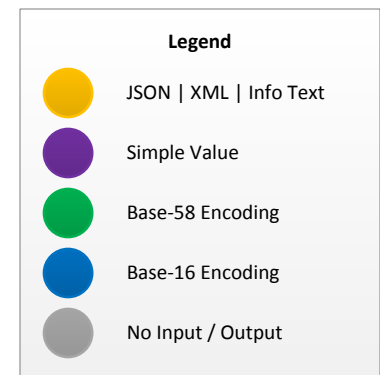 Legend
JSON | XML | Info Text
Simple Value
Base-58 Encoding
Base-16 Encoding
No Input / Output